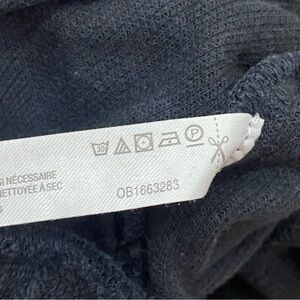 SI NÉCESSAIRE
NETTOYÉE À SEC
OB1663283